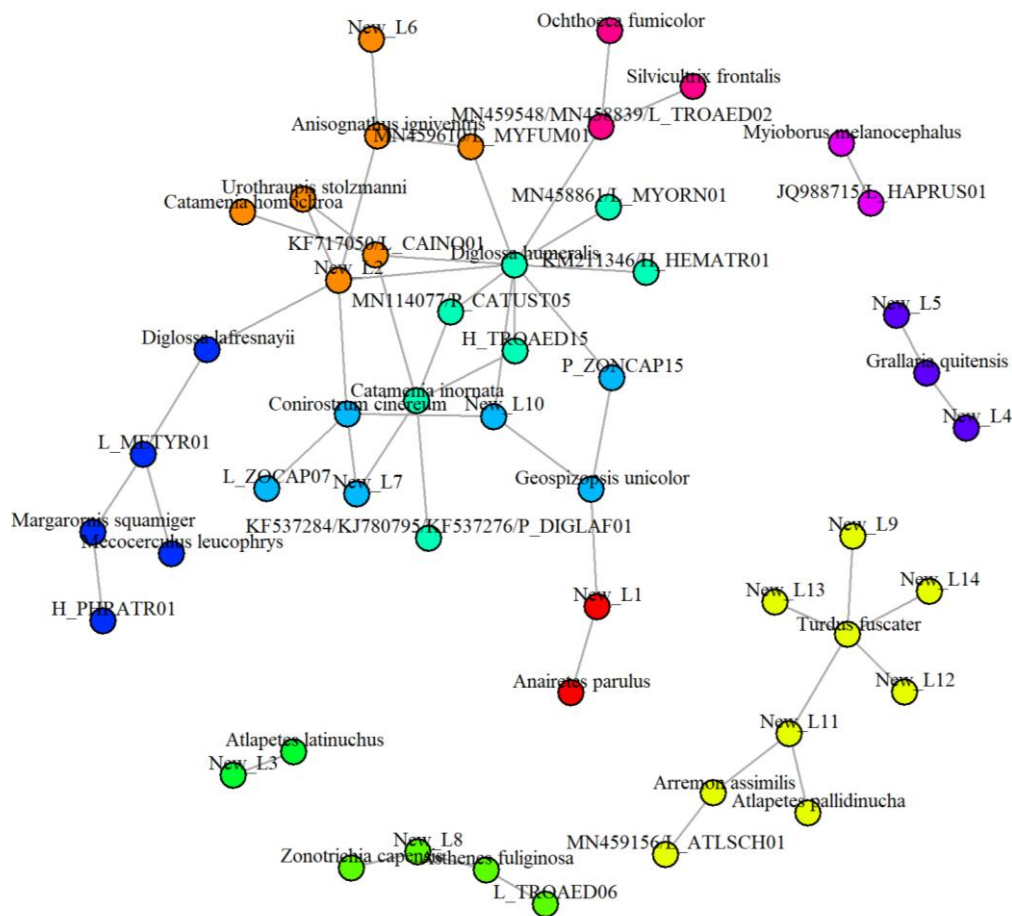 Ochthoeca fumicolor
New_L6
Silvicultrix frontalis
MN459548/MN458839/L_TROAED02
Anisognathus igniventris
MN459610/L_MYFUM01
Myioborus melanocephalus
Urothraupis stolzmanni
MN458861/L_MYORN01
JQ988715/L_HAPRUS01
Catamenia homochroa
KF717050/L_CAINO01
Diglossa humeralis
KM211346/H_HEMATR01
New_L2
MN114077/P_CATUST05
New_L5
Diglossa lafresnayii
H_TROAED15
P_ZONCAP15
Grallaria quitensis
Catamenia inornata
Conirostrum cinereum
New_L10
New_L4
L_METYR01
L_ZOCAP07
New_L7
Geospizopsis unicolor
Margarornis squamiger
KF537284/KJ780795/KF537276/P_DIGLAF01
Mecocerculus leucophrys
New_L9
New_L13
New_L14
H_PHRATR01
New_L1
Turdus fuscater
Anairetes parulus
New_L12
New_L11
Atlapetes latinuchus
New_L3
Arremon assimilis
Atlapetes pallidinucha
New_L8
MN459156/L_ATLSCH01
Zonotrichia capensis
Asthenes fuliginosa
L_TROAED06